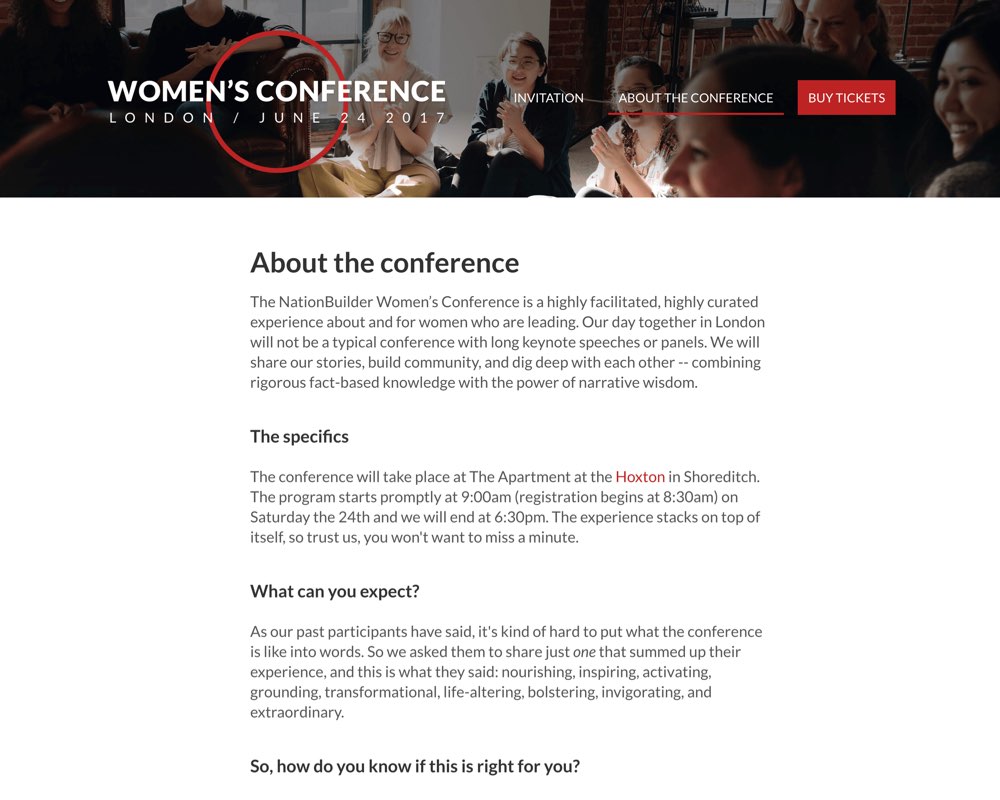 WOMEN’S CONFERENCE
LONDON / JUNE 24 2017
INVITATION
ABOUT THE CONFERENCE
BUY TICKETS
About the conference
The NationBuilder Women’s Conference is a highly facilitated, highly curated
experience about and for women who are leading. Our day together in London
will not be a typical conference with long keynote speeches or panels. We will
share our stories, build community, and dig deep with each other -- combining
rigorous fact-based knowledge with the power of narrative wisdom.
The specifics
The conference will take place at The Apartment at the Hoxton in Shoreditch.
The program starts promptly at 9:00am (registration begins at 8:30am) on
Saturday the 24th and we will end at 6:30pm. The experience stacks on top of
itself, so trust us, you won't want to miss a minute.
What can you expect?
As our past participants have said, it's kind of hard to put what the conference
is like into words. So we asked them to share just one that summed up their
experience, and this is what they said: nourishing, inspiring, activating,
grounding, transformational, life-altering, bolstering, invigorating, and
extraordinary.
So, how do you know if this is right for you?